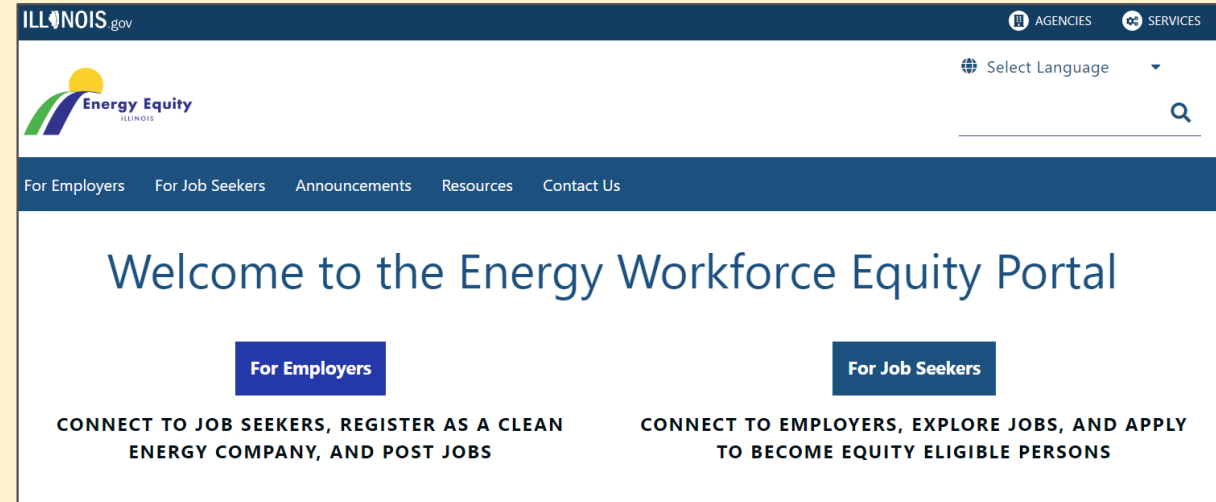 ILLINOIS.gov
AGENCIES SERVICES
Select Language
Energy Equity
ILLINOIS
For Employers For Job Seekers Announcements Resources Contact Us
Welcome to the Energy Workforce Equity Portal
For Employers For Job Seekers
CONNECT TO JOB SEEKERS, REGISTER AS A CLEAN
ENERGY COMPANY, AND POST JOBS
CONNECT TO EMPLOYERS, EXPLORE JOBS, AND APPLY
TO BECOME EQUITY ELIGIBLE PERSONS